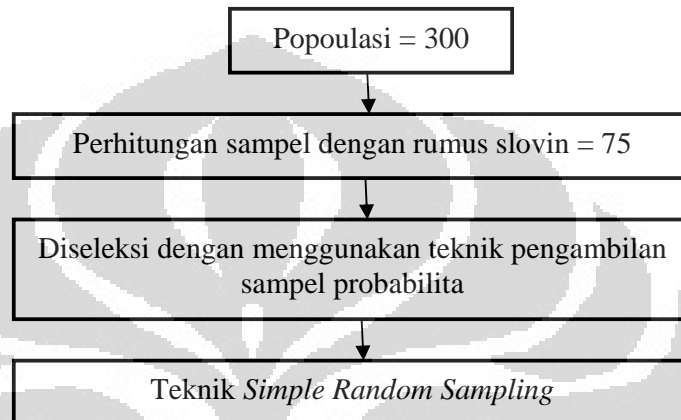 Popoulasi = 300
Perhitungan sampel dengan rumus slovin = 75
Diseleksi dengan menggunakan teknik pengambilan
sampel probabilita
Teknik Simple Random Sampling